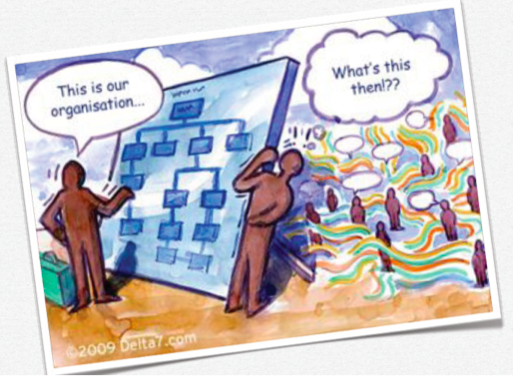 This is our
organisation...
What's this
then!??
©2009 Delta7.com